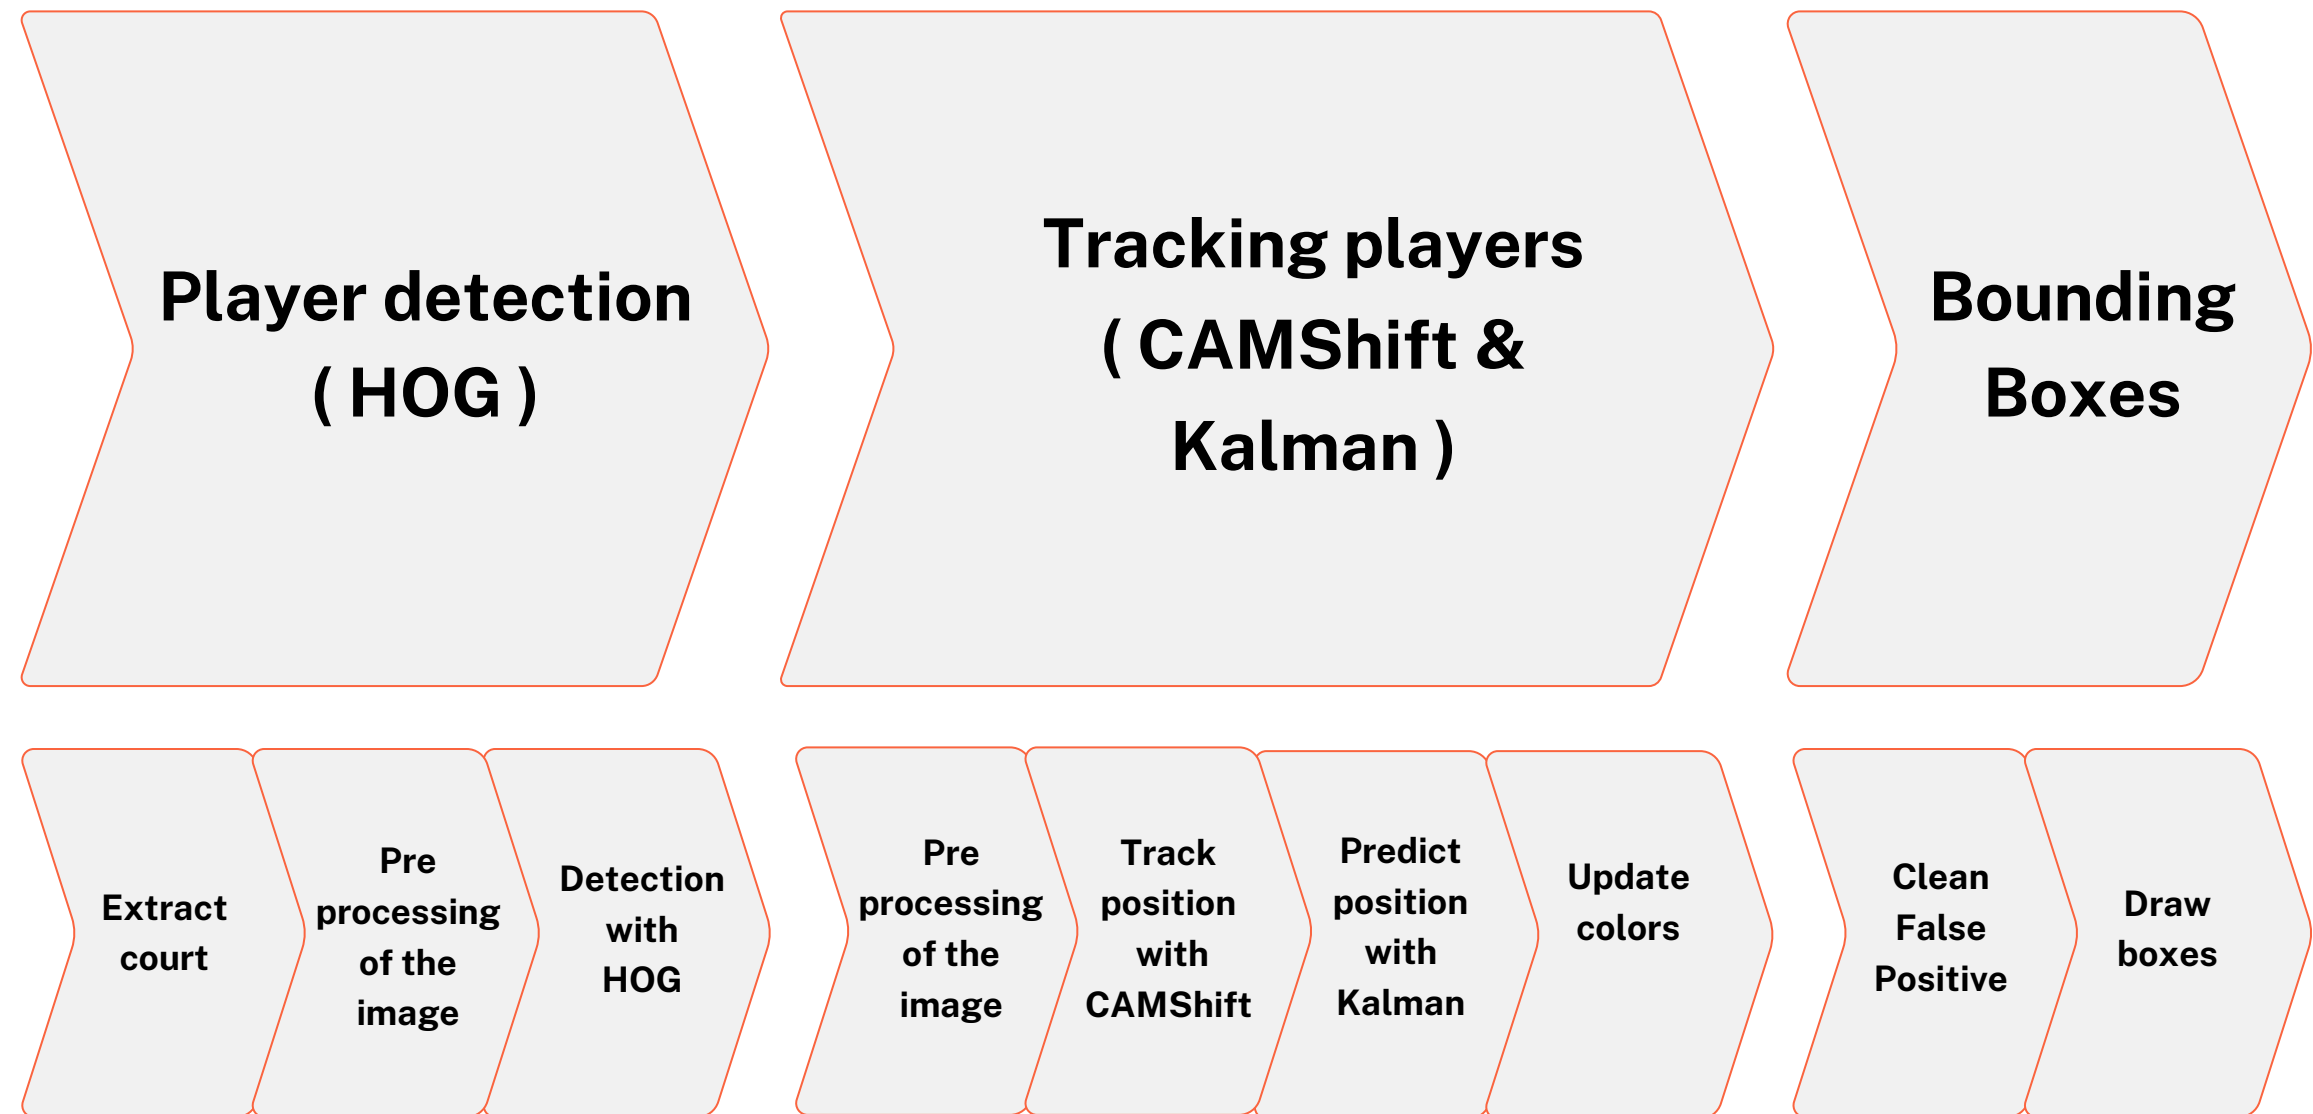 Player detection
( HOG )
Tracking players
( CAMShift &
Kalman )
Bounding
Boxes
Extract
court
Pre
processing
of the
image
Detection
with
HOG
Pre
processing
of the
image
Track
position
with
CAMShift
Predict
position
with
Kalman
Update
colors
Clean
False
Positive
Draw
boxes